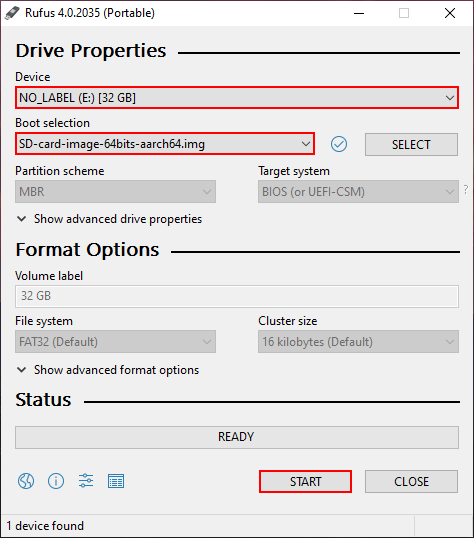 Rufus 4.0.2035 (Portable)
Drive Properties
Device
NO_LABEL (E:) [32 GB]
Boot selection
SD-card-image-64bits-aarch64.img
SELECT
Partition scheme
Target system
MBR
BIOS (or UEFI-CSM)
?
Show advanced drive properties
Format Options
Volume label
32 GB
File system
Cluster size
FAT32 (Default)
16 kilobytes (Default)
Show advanced format options
Status
READY
START
CLOSE
1 device found